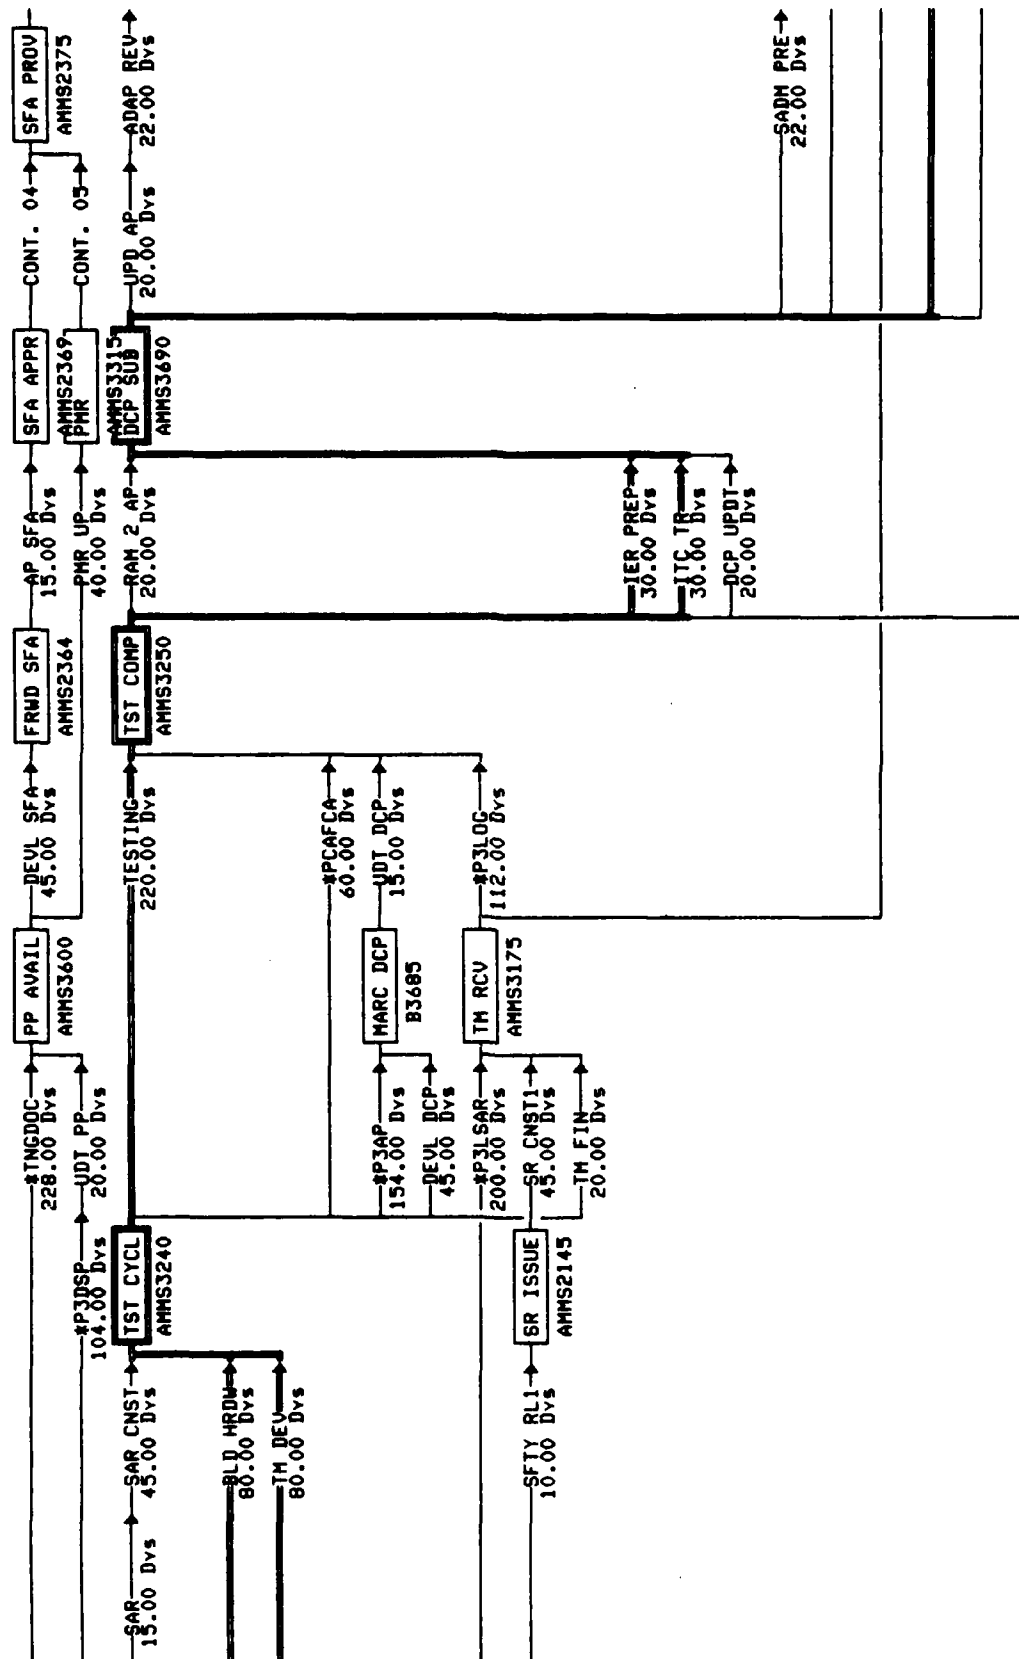 SAR
15.00 Dys
SAR CNST
45.00 Dys
BLD HRDW
80.00 Dys
TM DEV
80.00 Dys
SFTY RL1
10.00 Dys
*P3DSP
104.00 Dys
TST CYCL
AMMS3240
SR ISSUE
AMMS2145
*TNGDOC
228.00 Dys
UDT PP
20.00 Dys
*P3AP
154.00 Dys
DEVL DCP
45.00 Dys
*P3LSAR
200.00 Dys
SR CNST1
45.00 Dys
TM FIN
20.00 Dys
PP AVAIL
AMMS3600
MARC DCP
B3685
TM RCV
AMMS3175
DEVL SFA
45.00 Dys
TESTING
220.00 Dys
*PCAFCA
60.00 Dys
UDT DCP
15.00 Dys
*P3LOG
112.00 Dys
FRWD SFA
AMMS2364
TST COMP
AMMS3250
AP SFA
15.00 Dys
PMR UP
40.00 Dys
RAM 2 AP
20.00 Dys
IER PREP
30.00 Dys
ITC TR
30.00 Dys
DCP UPDT
20.00 Dys
SFA APPR
AMMS2369
PMR
AMMS3315
DCP SUB
AMMS3690
CONT. 04
CONT. 05
UPD AP
20.00 Dys
SFA PROV
AMMS2375
ADAP REV
22.00 Dys
SADM PRE
22.00 Dys